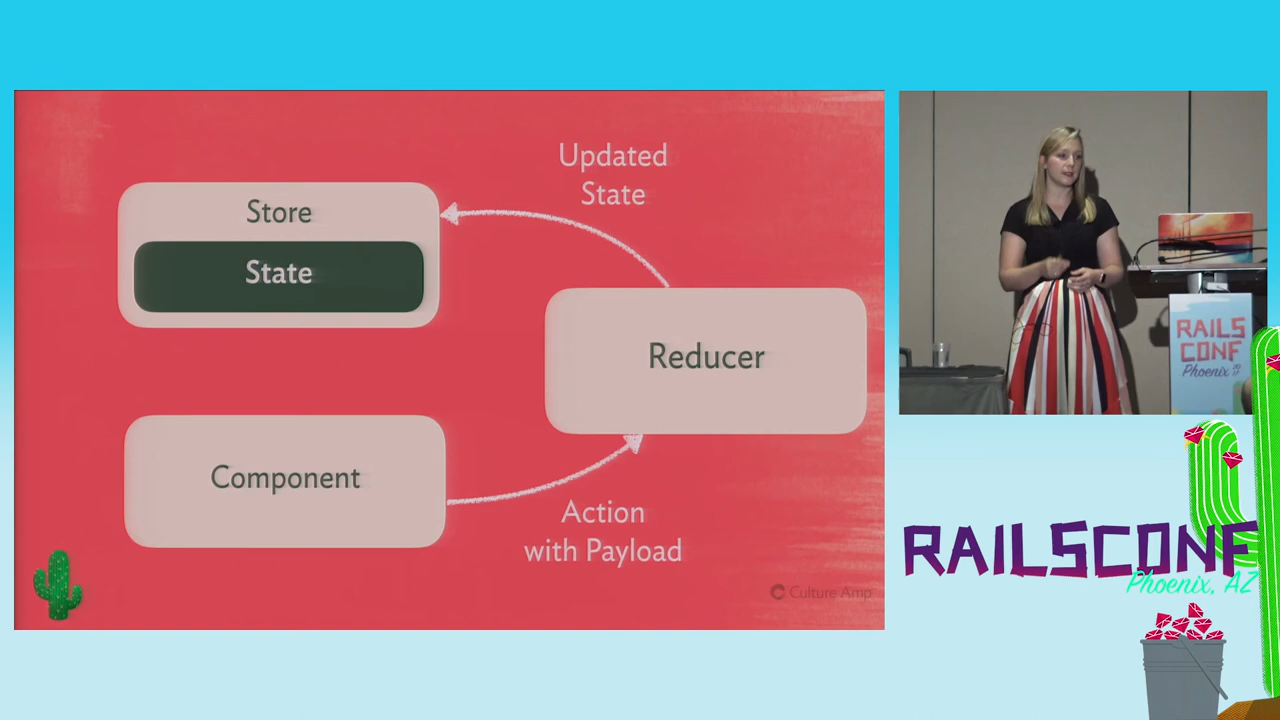 Updated
State
Store
State
Reducer
Component
Action
with Payload
Culture Amp
RAILS
CONF
Phoenix
RAILSCONF
Phoenix, AZ